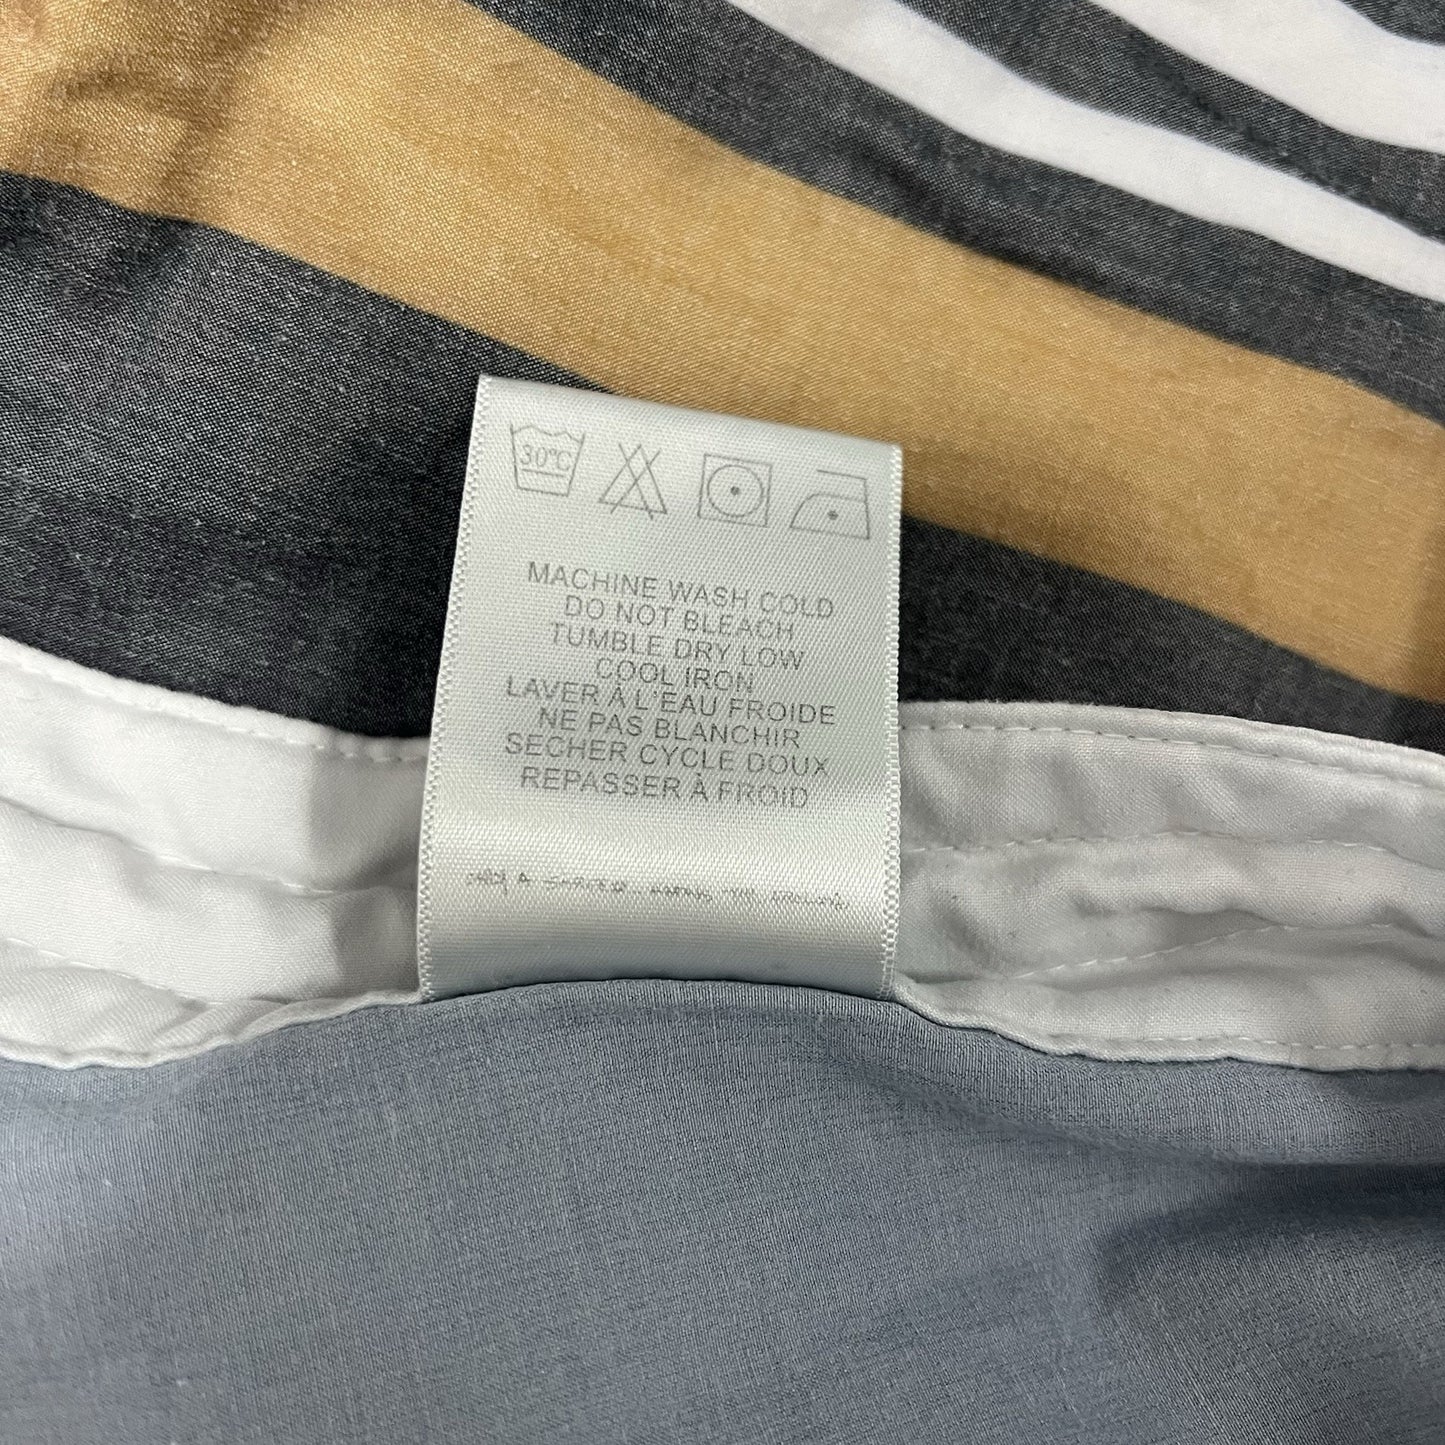 30°C
MACHINE WASH COLD
DO NOT BLEACH
TUMBLE DRY LOW
COOL IRON
LAVER À L'EAU FROIDE
NE PAS BLANCHIR
SECHER CYCLE DOUX
REPASSER À FROID